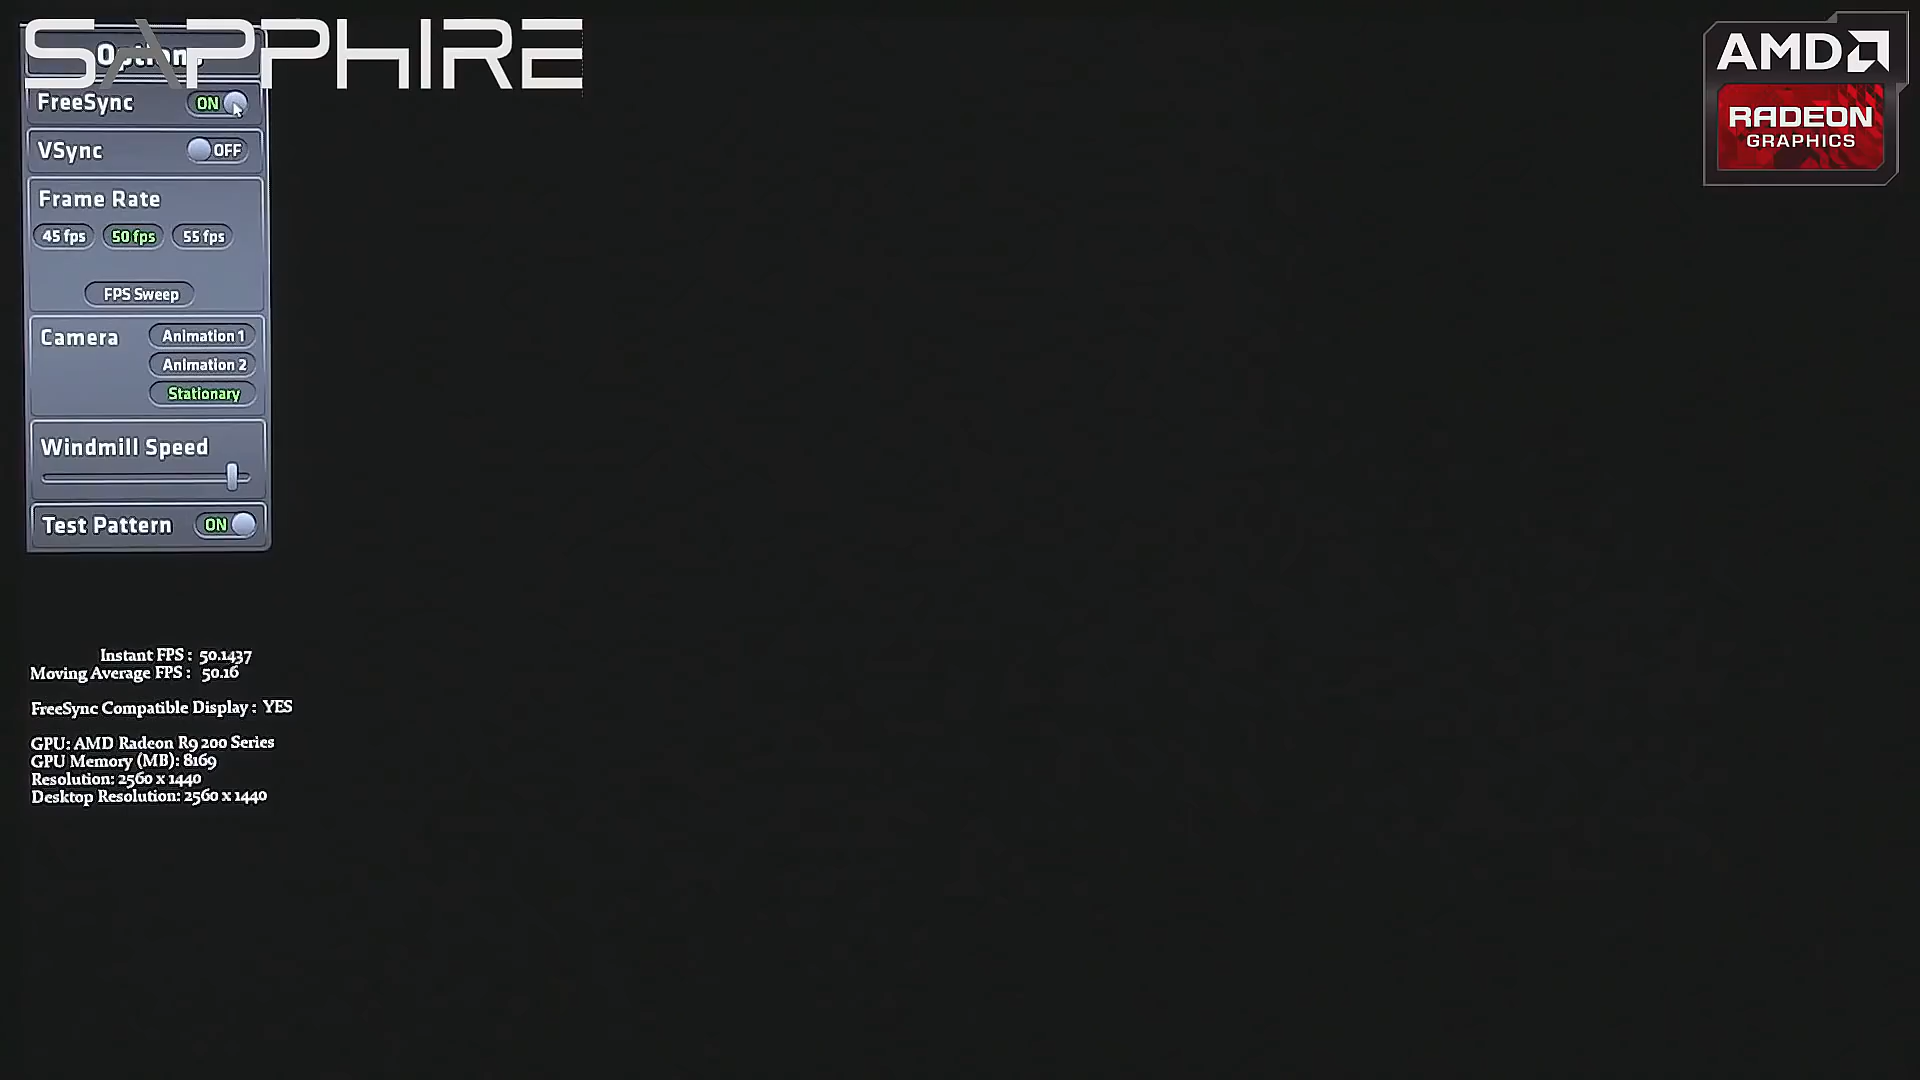 SAPPHIRE
Option
FreeSync ON
VSync OFF
Frame Rate
45 fps 50 fps 55 fps
FPS Sweep
Camera Animation 1
Animation 2
Stationary
Windmill Speed
Test Pattern ON
Instant FPS : 50.1437
Moving Average FPS : 50.16
FreeSync Compatible Display : YES
GPU: AMD Radeon R9 200 Series
GPU Memory (MB): 8169
Resolution: 2560 x 1440
Desktop Resolution: 2560 x 1440
AMD
RADEON
GRAPHICS